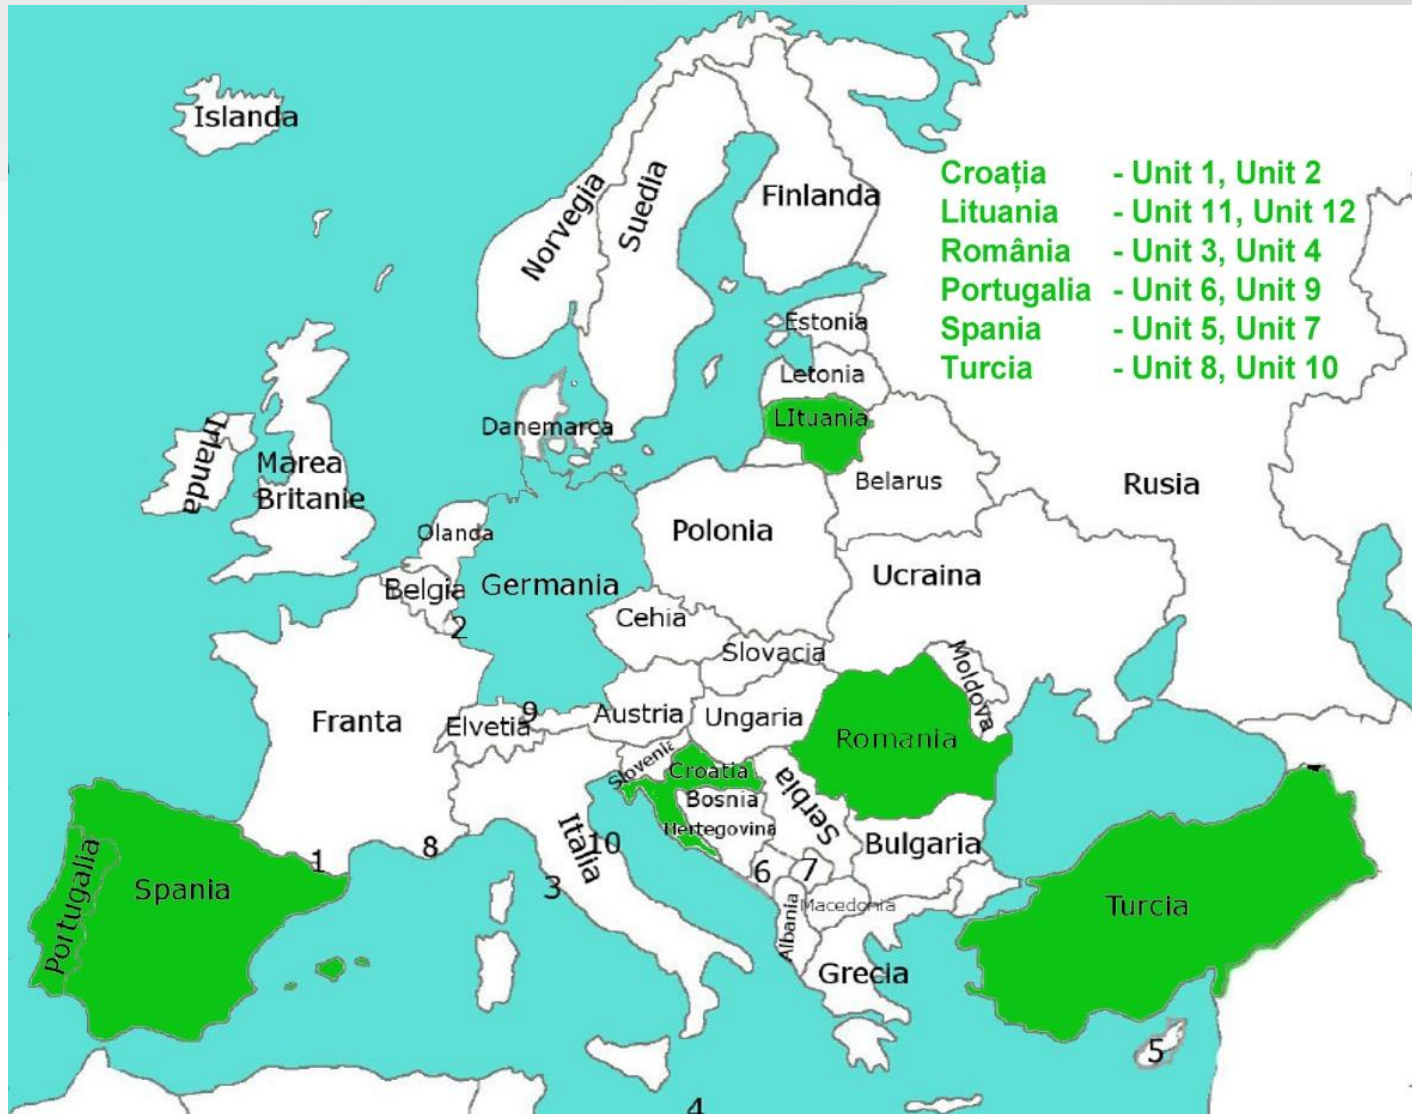 Islanda
Norvegia
Suedia
Finlanda
Croația - Unit 1, Unit 2
Lituania - Unit 11, Unit 12
România - Unit 3, Unit 4
Portugalia - Unit 6, Unit 9
Spania - Unit 5, Unit 7
Turcia - Unit 8, Unit 10
Estonia
Letonia
LItuania
Danemarca
Irlanda
Marea
Britanie
Belarus
Rusia
Olanda
Polonia
Belgia
Germania
Ucraina
2
Cehia
Slovacia
Moldova
Franta
Elvetia
9
Austria
Ungaria
Romania
Slovenia
Croatia
Bosnia
Hertegovina
Serbia
Bulgaria
Italia
10
1
8
3
6
7
Portugalia
Spania
Albania
Macedonia
Turcia
Grecia
5
4